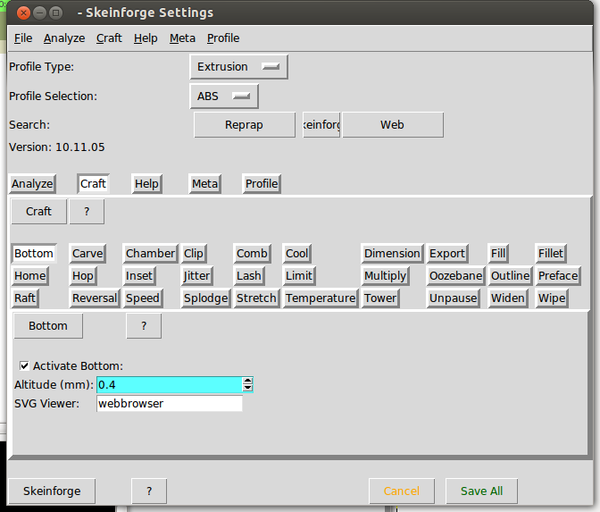 - Skeinforge Settings
File Analyze Craft Help Meta Profile
Profile Type: Extrusion
Profile Selection: ABS
Search: Reprap keinforg Web
Version: 10.11.05
Analyze Craft Help Meta Profile
Craft ?
Bottom Carve Chamber Clip Comb Cool Dimension Export Fill Fillet
Home Hop Inset Jitter Lash Limit Multiply Oozebane Outline Preface
Raft Reversal Speed Splodge Stretch Temperature Tower Unpause Widen Wipe
Bottom ?
Activate Bottom:
Altitude (mm): 0.4
SVG Viewer: webbrowser
Skeinforge ? Cancel Save All